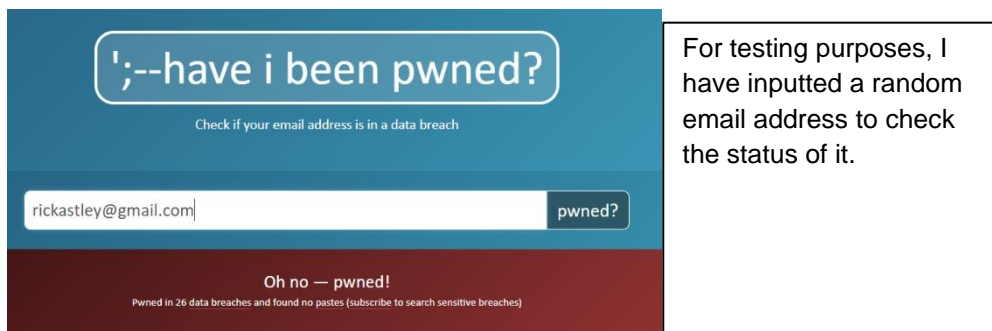 ';--have i been pwned?
Check if your email address is in a data breach
rickastley@gmail.com
pwned?
Oh no — pwned!
Pwned in 26 data breaches and found no pastes (subscribe to search sensitive breaches)
For testing purposes, I
have inputted a random
email address to check
the status of it.